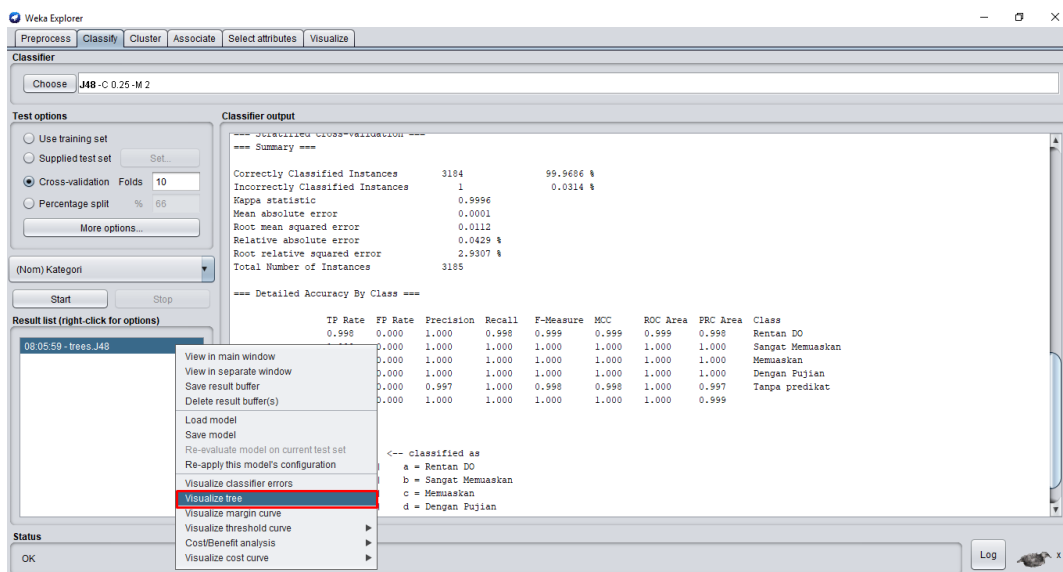 Weka Explorer
Preprocess Classify Cluster Associate Select attributes Visualize
Classifier
Choose J48 -C 0.25 -M 2
Test options
Use training set
Supplied test set Set...
Cross-validation Folds 10
Percentage split % 66
More options...
(Nom) Kategori
Start Stop
Result list (right-click for options)
08:05:59 - trees.J48
Classifier output
=== Stratified cross-validation ===
=== Summary ===
Correctly Classified Instances 3184 99.9686 %
Incorrectly Classified Instances 1 0.0314 %
Kappa statistic 0.9996
Mean absolute error 0.0001
Root mean squared error 0.0112
Relative absolute error 0.0429 %
Root relative squared error 2.9307 %
Total Number of Instances 3185
=== Detailed Accuracy By Class ===
TP Rate FP Rate Precision Recall F-Measure MCC ROC Area PRC Area Class
0.998 0.000 1.000 0.998 0.999 0.999 0.999 0.998 Rentan DO
0.000 1.000 1.000 1.000 1.000 1.000 1.000 Sangat Memuaskan
0.000 1.000 1.000 1.000 1.000 1.000 1.000 Memuaskan
0.000 1.000 1.000 1.000 1.000 1.000 1.000 Dengan Pujian
0.000 0.997 1.000 0.998 0.998 1.000 0.997 Tanpa predikat
0.000 1.000 1.000 1.000 1.000 1.000 0.999
<-- classified as
| a = Rentan DO
| b = Sangat Memuaskan
| c = Memuaskan
| d = Dengan Pujian
View in main window
View in separate window
Save result buffer
Delete result buffer(s)
Load model
Save model
Re-evaluate model on current test set
Re-apply this model's configuration
Visualize classifier errors
Visualize tree
Visualize margin curve
Visualize threshold curve
Cost/Benefit analysis
Visualize cost curve
Status
OK
Log
x